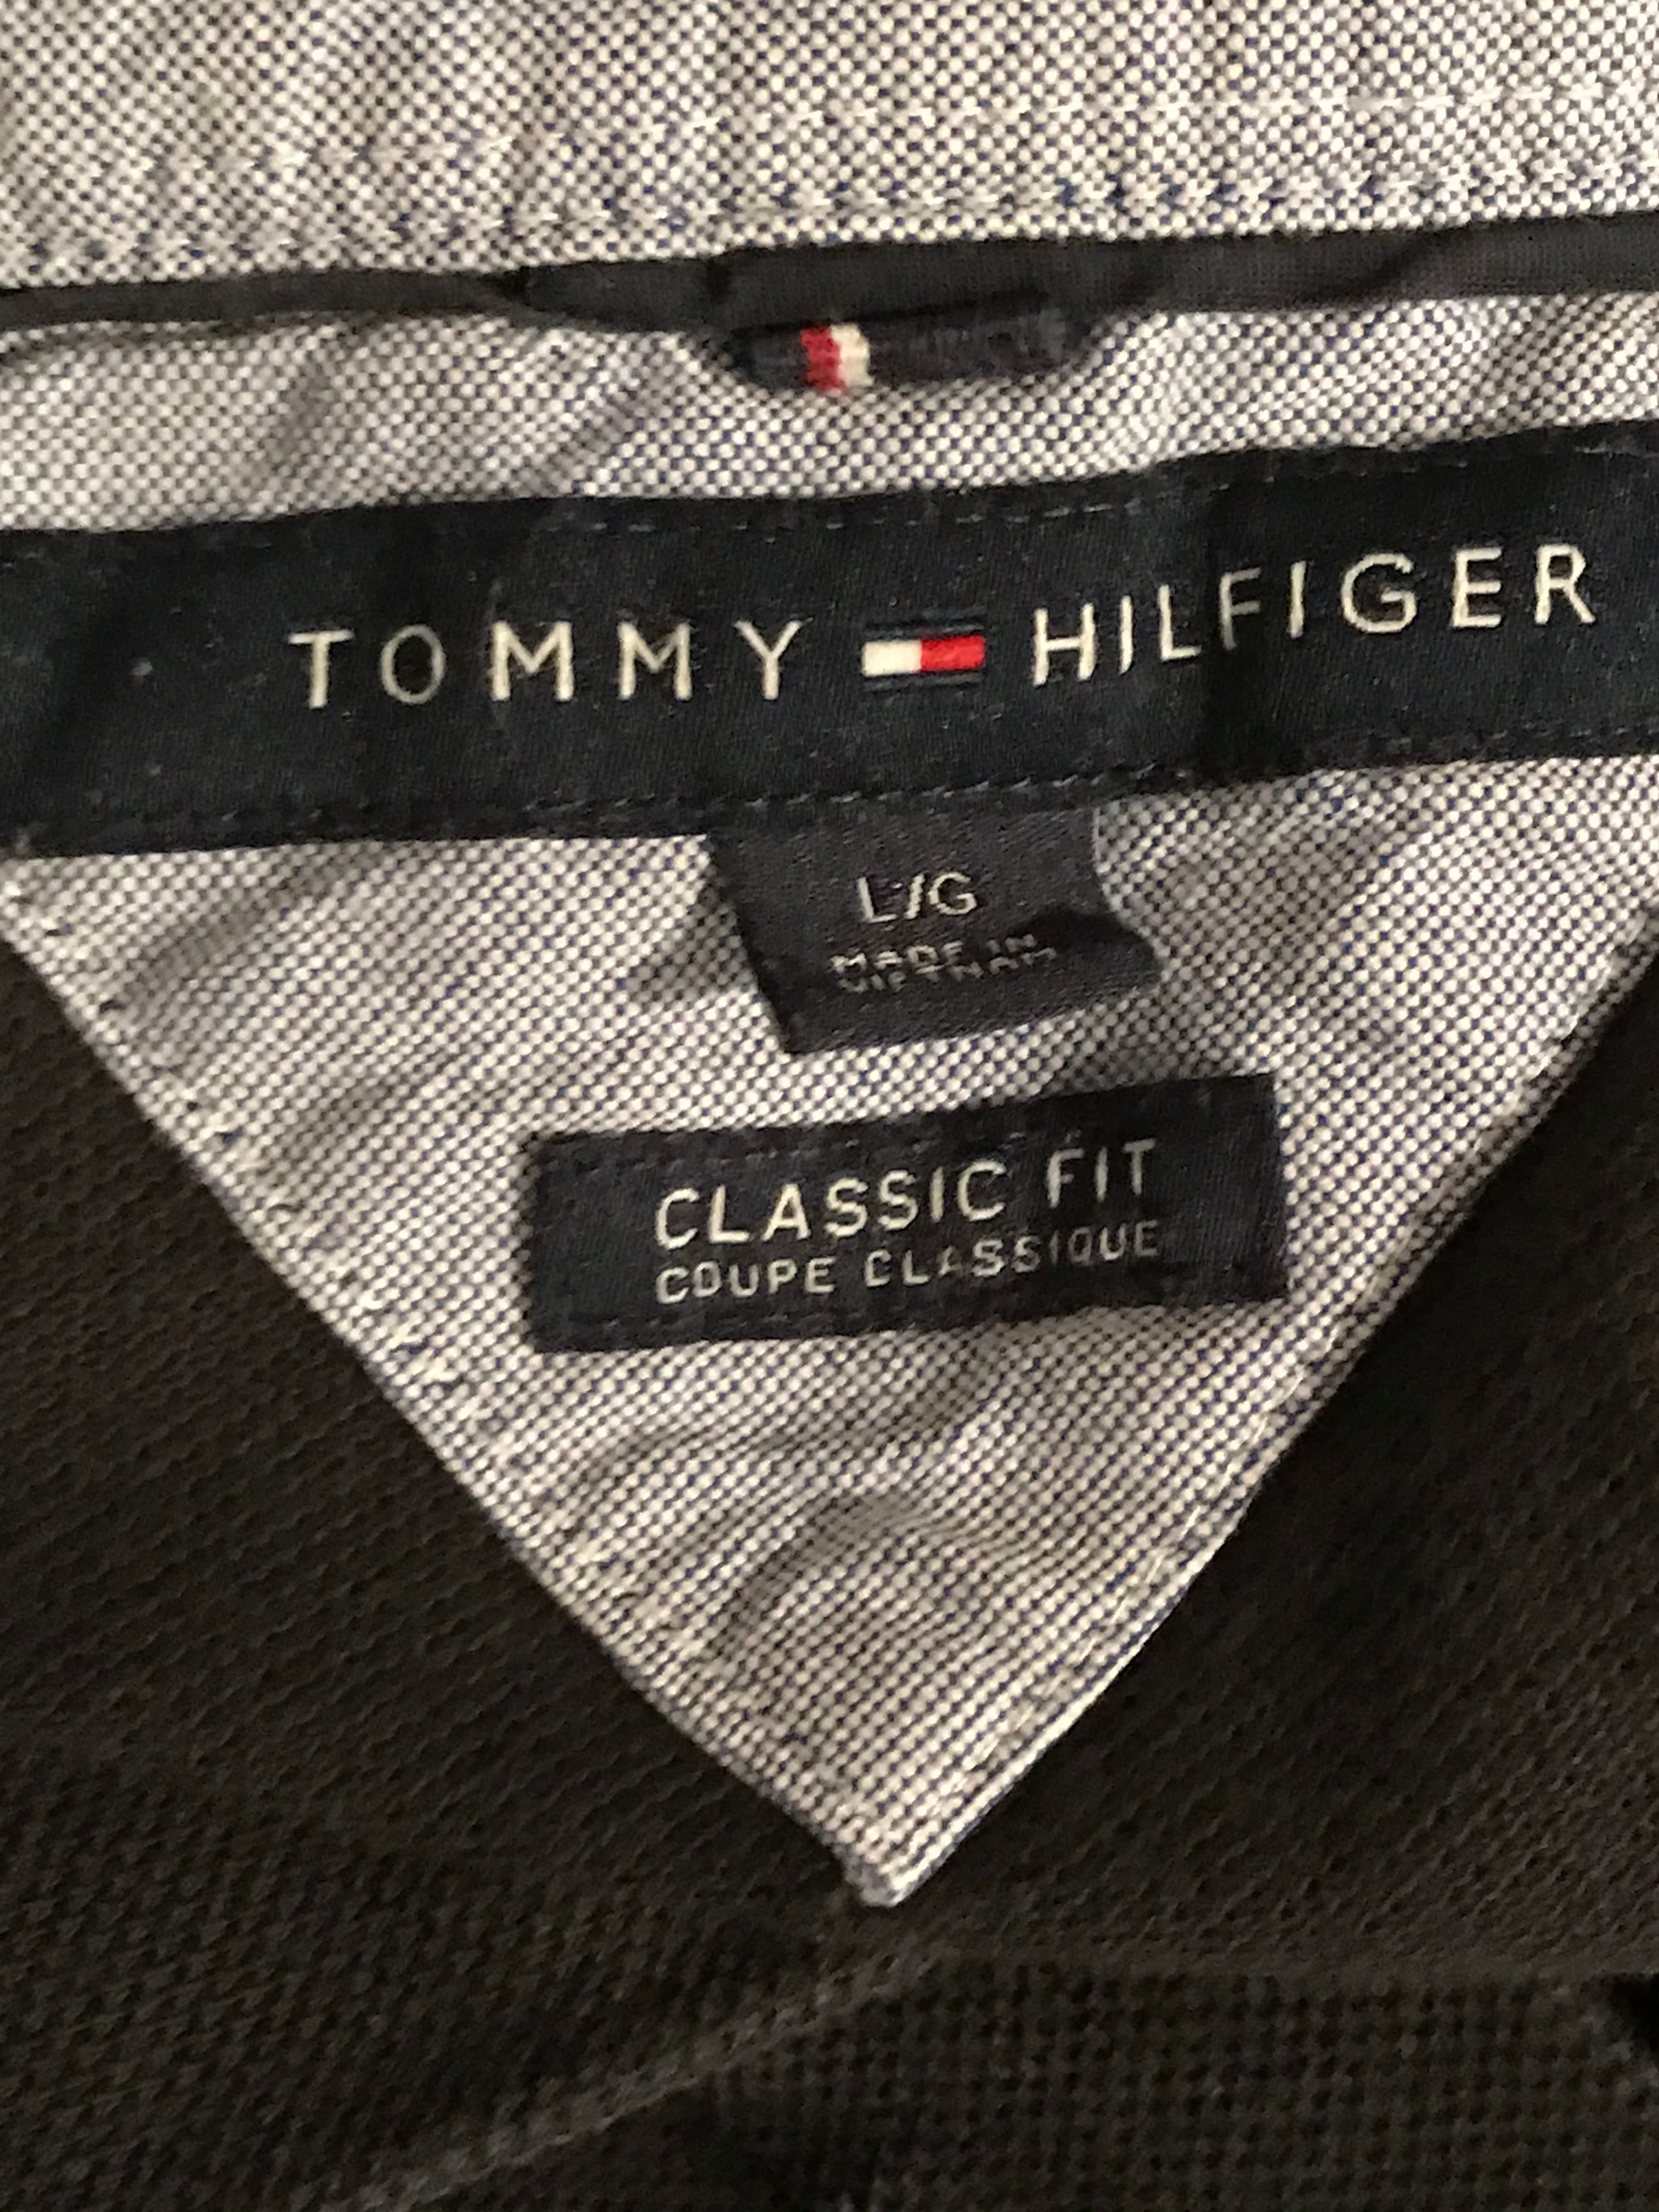 TOMMY HILFIGER
L/G
MADE IN
VIETNAM
CLASSIC FIT
COUPE CLASSIQUE